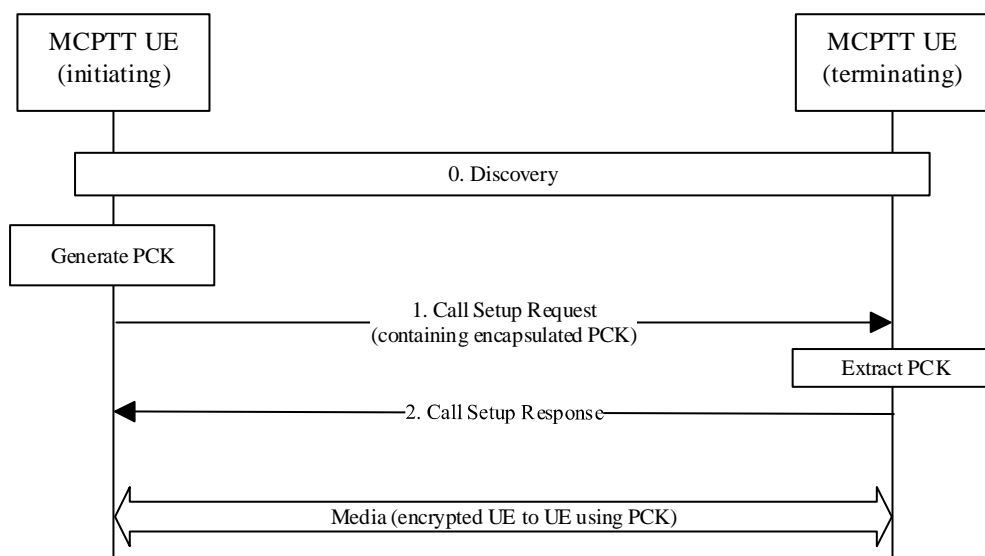 MCPTT UE
(initiating)
MCPTT UE
(terminating)
0. Discovery
Generate PCK
1. Call Setup Request
(containing encapsulated PCK)
Extract PCK
2. Call Setup Response
Media (encrypted UE to UE using PCK)